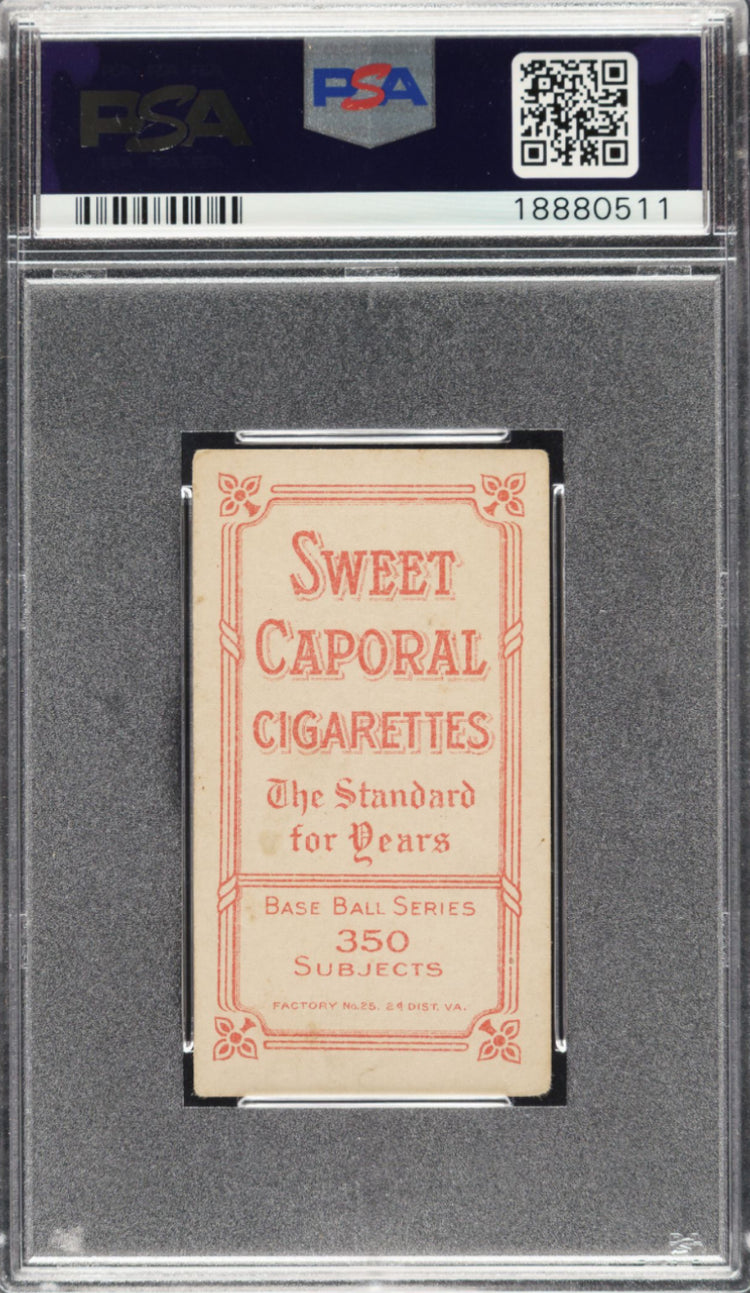 PSA
PSA
18880511
SWEET
CAPORAL
CIGARETTES
The Standard
for Years
BASE BALL SERIES
350
SUBJECTS
FACTORY No. 25. 2d DIST. VA.